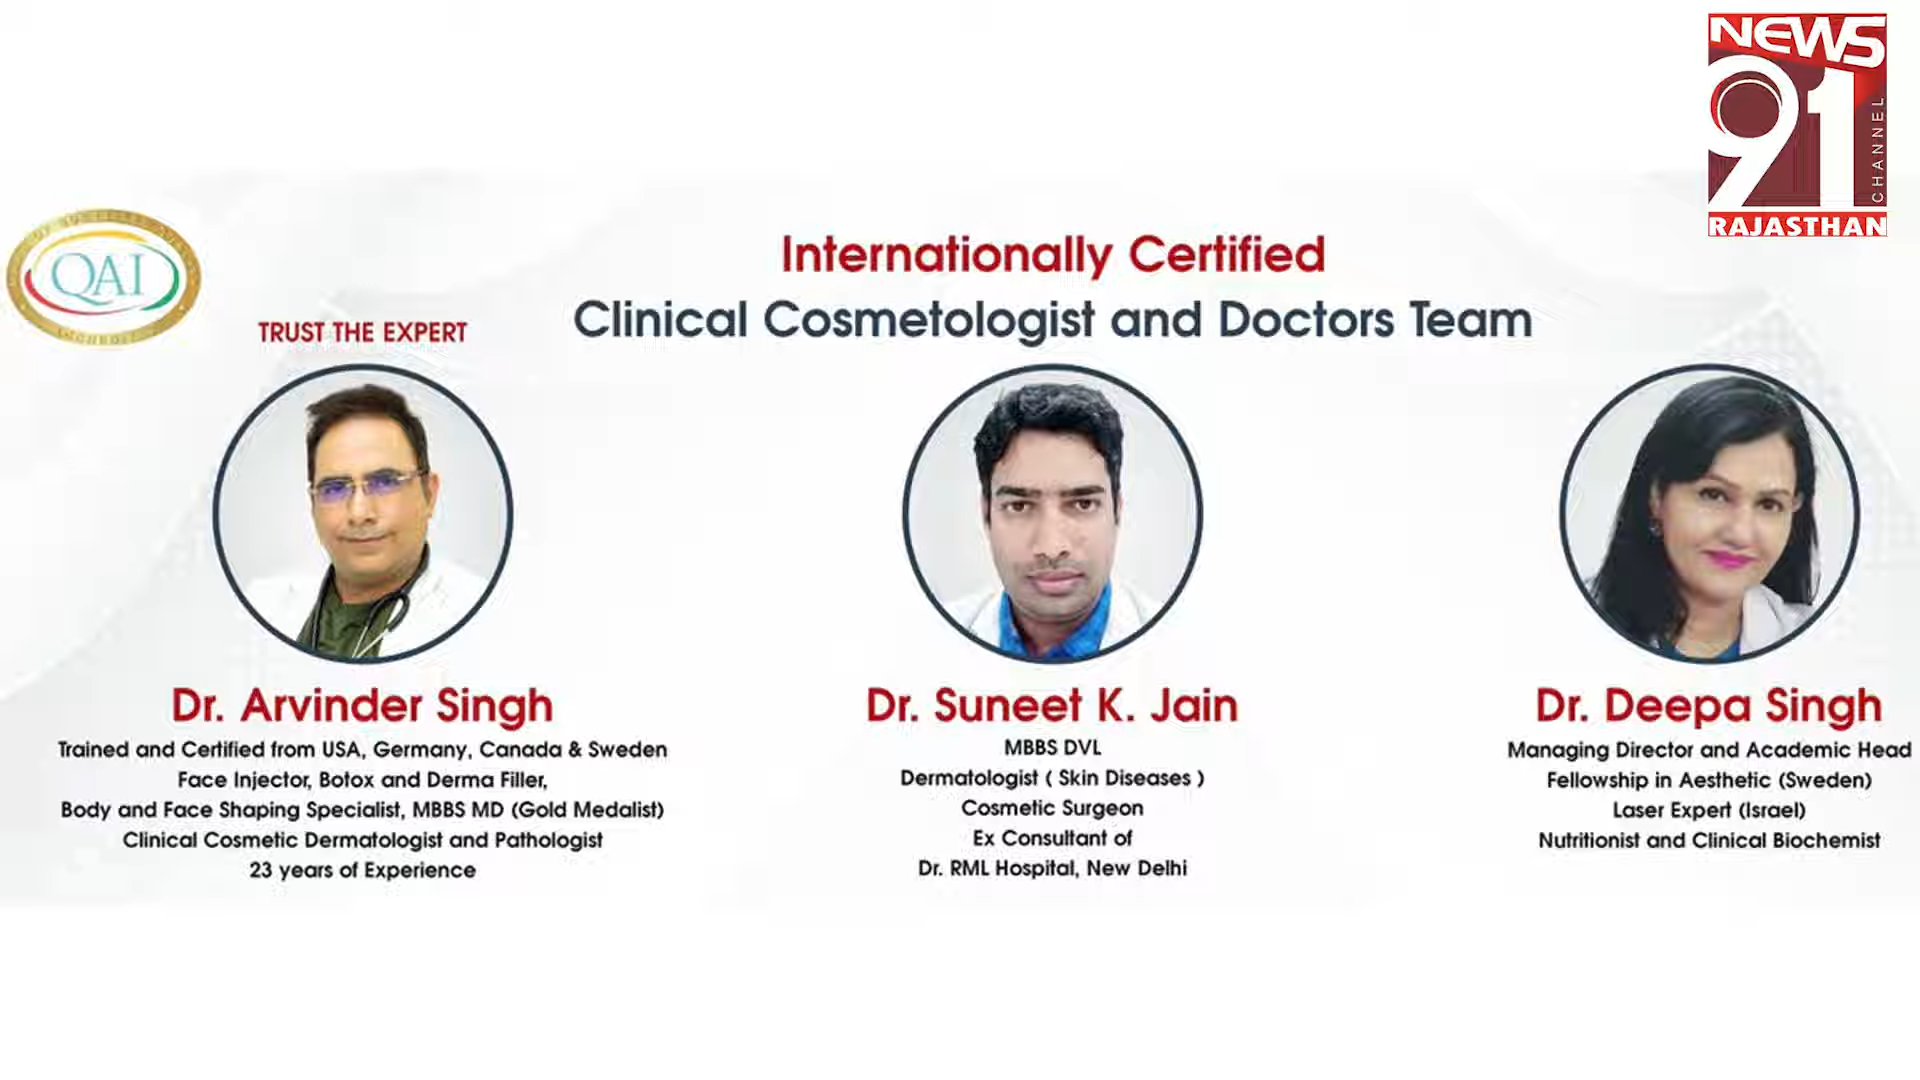 NEWS
91
CHANNEL
RAJASTHAN
QAI
Internationally Certified
Clinical Cosmetologist and Doctors Team
TRUST THE EXPERT
Dr. Arvinder Singh
Trained and Certified from USA, Germany, Canada & Sweden
Face Injector, Botox and Derma Filler,
Body and Face Shaping Specialist, MBBS MD (Gold Medalist)
Clinical Cosmetic Dermatologist and Pathologist
23 years of Experience
Dr. Suneet K. Jain
MBBS DVL
Dermatologist ( Skin Diseases )
Cosmetic Surgeon
Ex Consultant of
Dr. RML Hospital, New Delhi
Dr. Deepa Singh
Managing Director and Academic Head
Fellowship in Aesthetic (Sweden)
Laser Expert (Israel)
Nutritionist and Clinical Biochemist